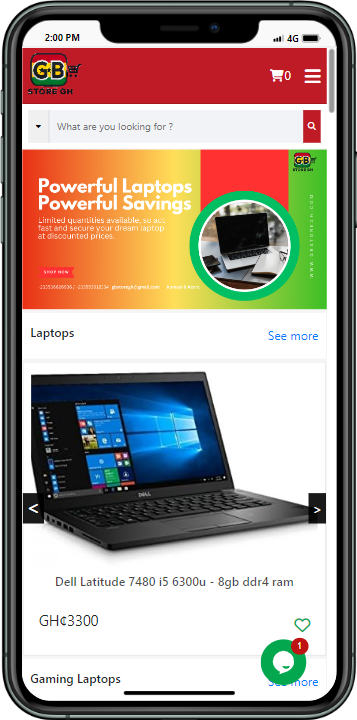 2:00 PM
4G
GB
STORE GH
0
What are you looking for ?
GB
STORE GH
Powerful Laptops
Powerful Savings
Limited quantities available, so act
fast and secure your dream laptop
at discounted prices.
SHOP NOW
Laptops
See more
DELL
<
>
Dell Latitude 7480 i5 6300u - 8gb ddr4 ram
GH₵3300
1
Gaming Laptops
See more